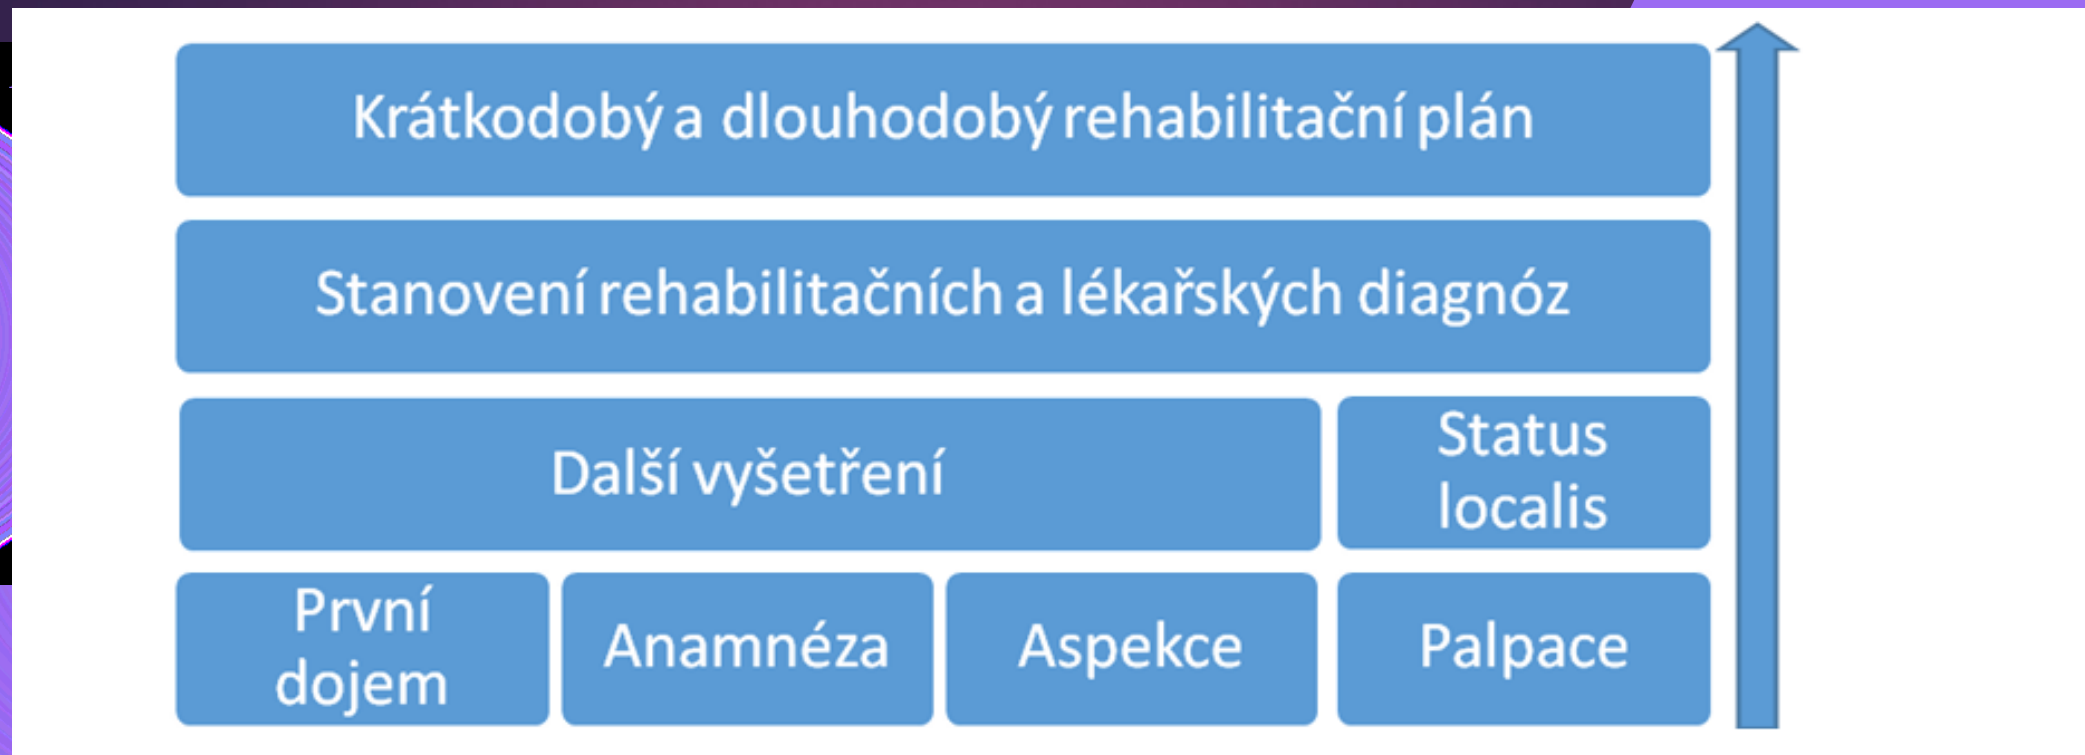 Krátkodobý a dlouhodobý rehabilitační plán
Stanovení rehabilitačních a lékařských diagnóz
Další vyšetření
Status
localis
První
dojem
Anamnéza
Aspekce
Palpace